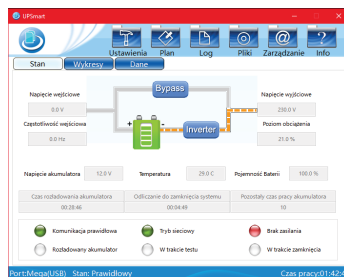 UPSmart
Ustawienia Plan Log Pliki Zarządzanie Info
Stan Wykresy Dane
Napięcie wejściowe
0.0 V
Częstotliwość wejściowa
0.0 Hz
Bypass
Inverter
Napięcie wyjściowe
230.0 V
Poziom obciążenia
21.0 %
Napięcie akumulatora 12.0 V Temperatura 29.0 C Pojemność Baterii 100.0 %
Czas rozładowania akumulatora Odliczanie do zamknięcia systemu Pozostały czas pracy akumulatora
00:28:46 00:04:49 10
Komunikacja prawidłowa Tryb sieciowy Brak zasilania
Rozładowany akumulator W trakcie testu W trakcie zamknięcia
Port:Mega(USB) Stan: Prawidłowy Czas pracy:01:42:4